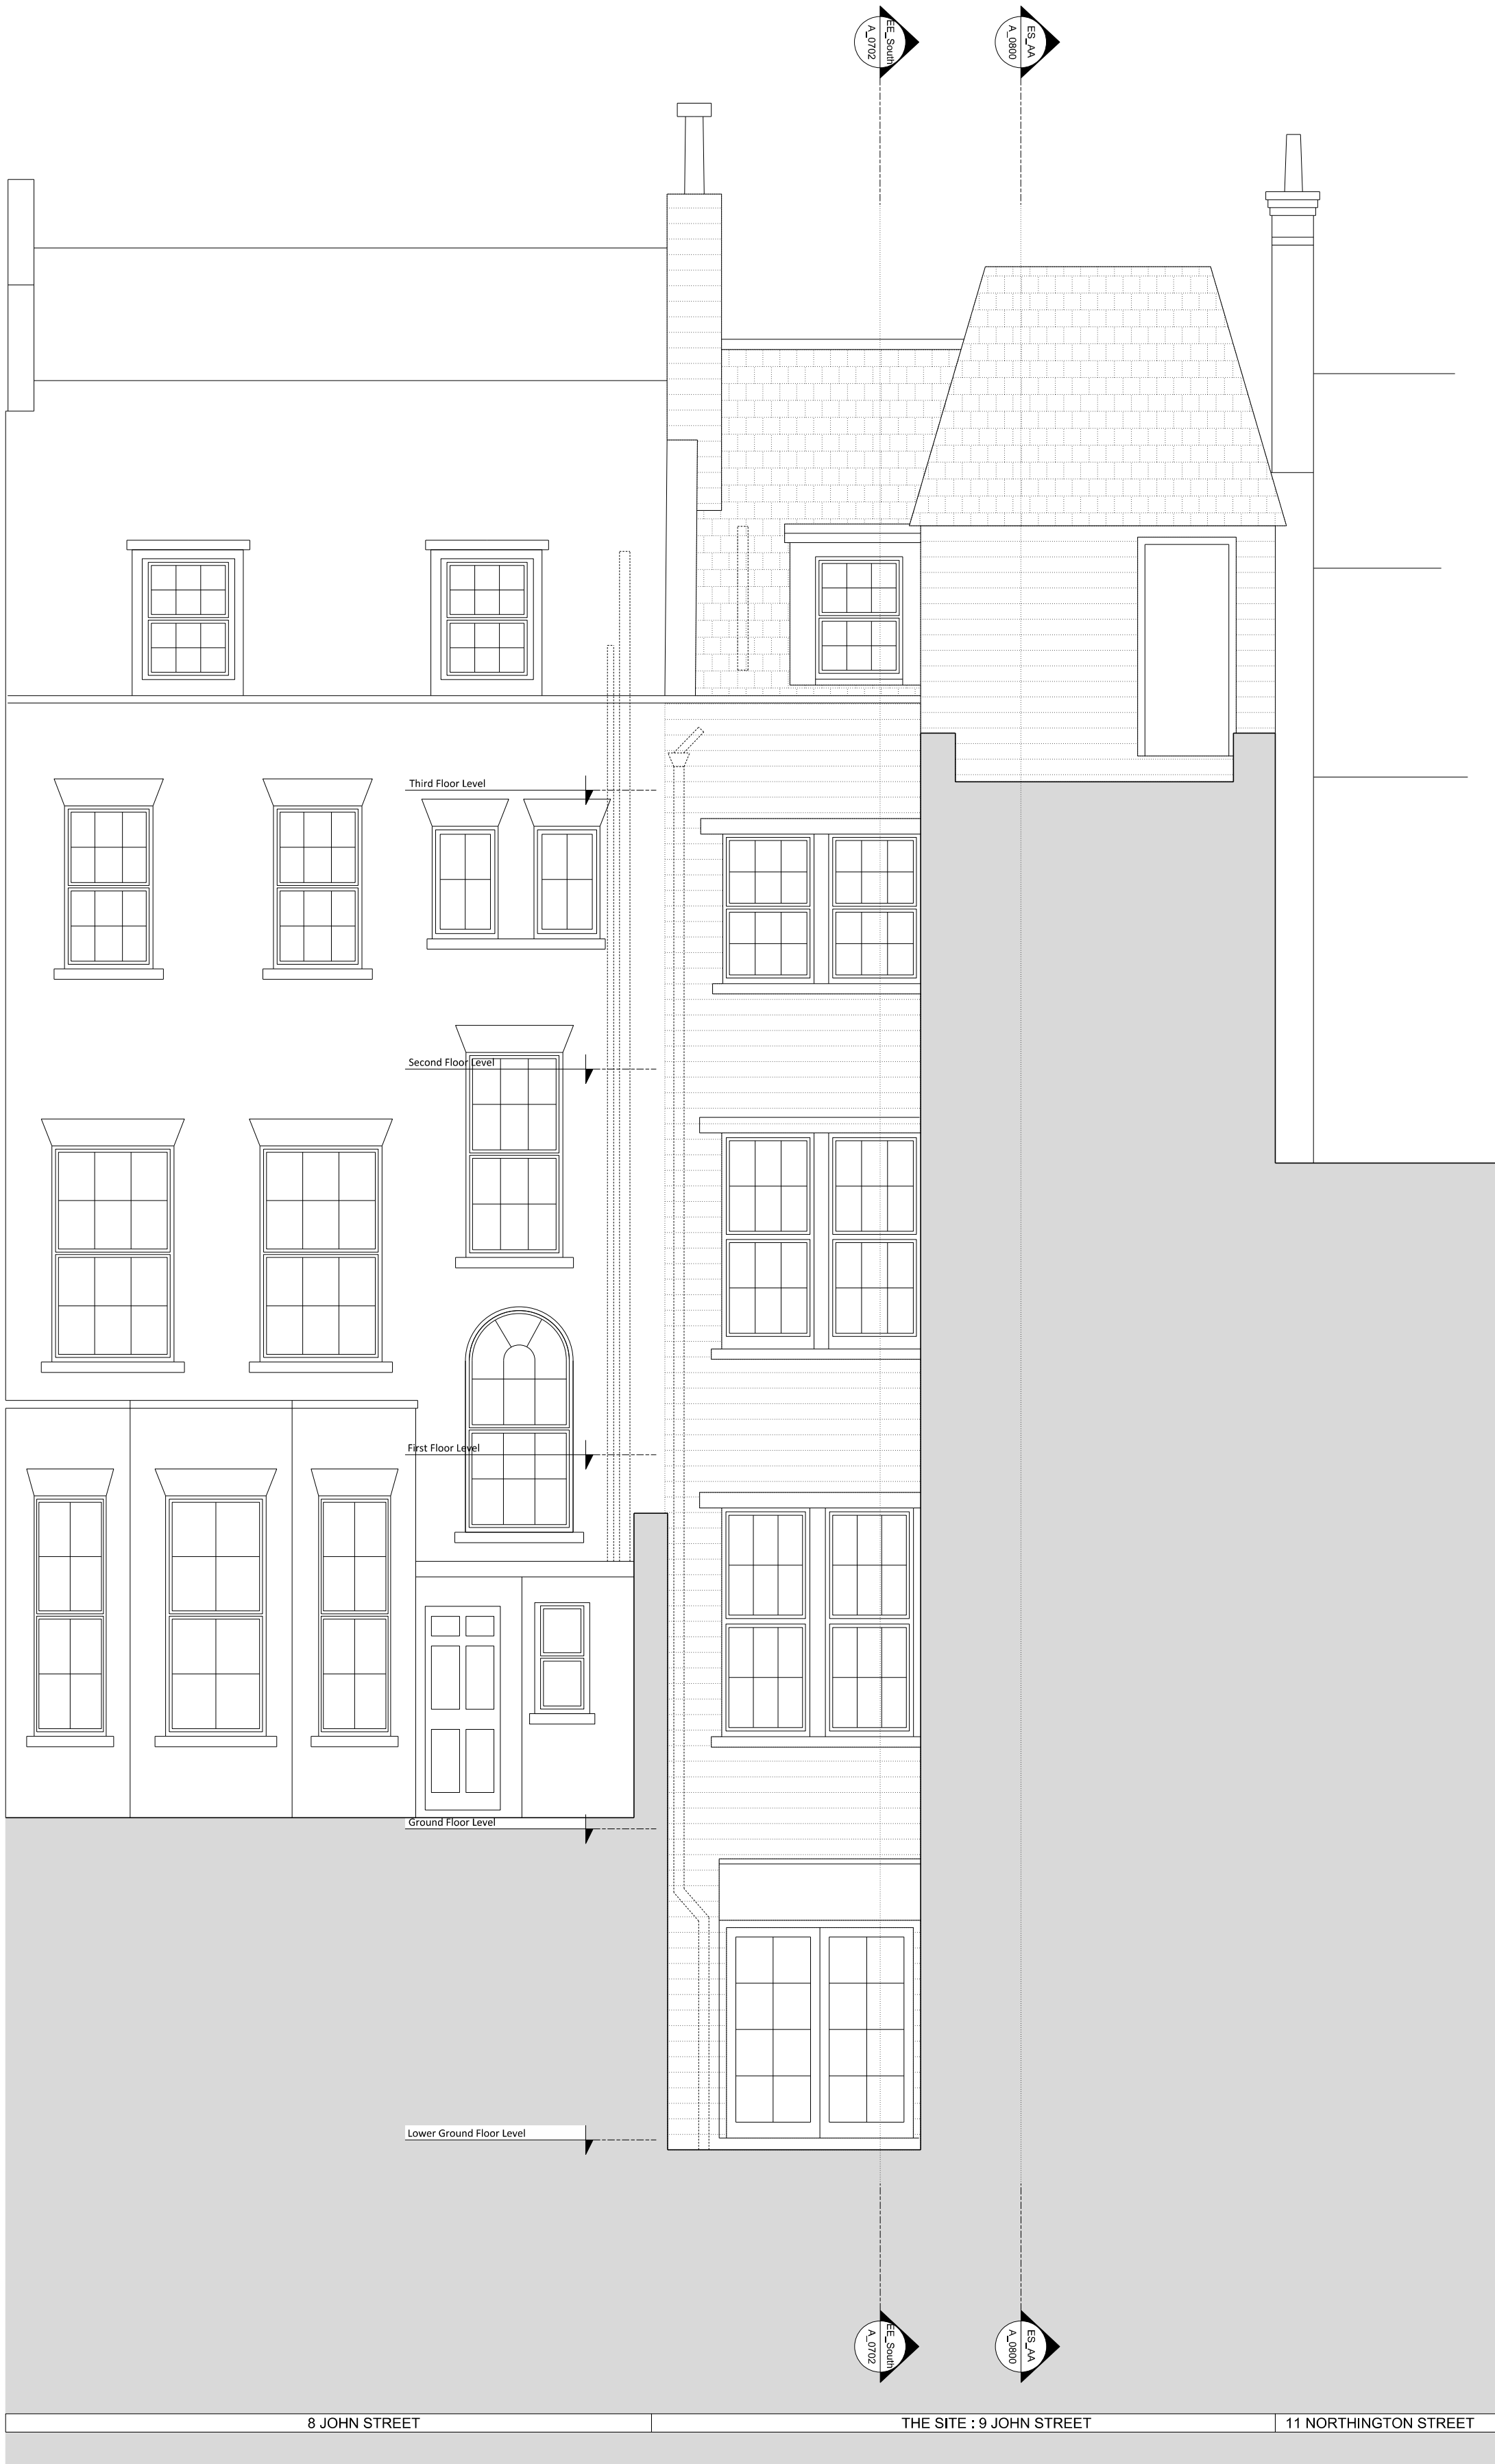 EE_South
A_0702
ES_AA
A_0800
Third Floor Level
Second Floor Level
First Floor Level
Ground Floor Level
Lower Ground Floor Level
EE_South
A_0702
ES_AA
A_0800
8 JOHN STREET
THE SITE : 9 JOHN STREET
11 NORTHINGTON STREET